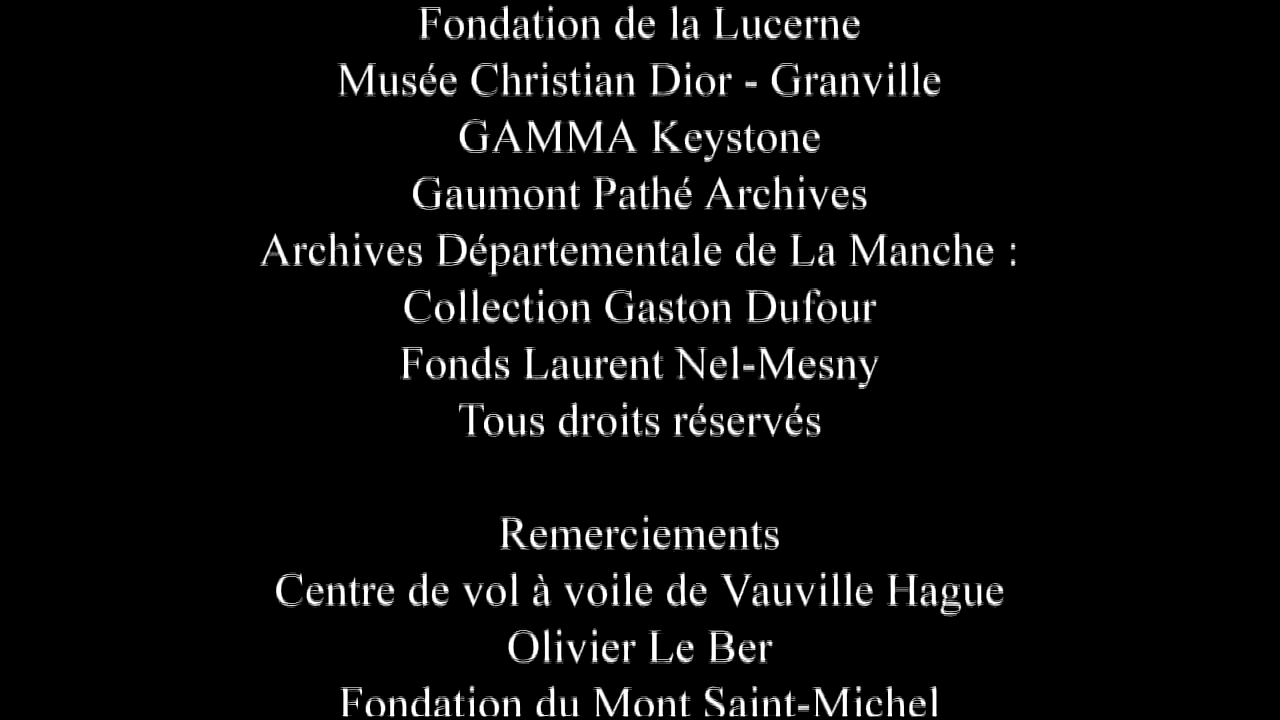 Fondation de la Lucerne
Musée Christian Dior - Granville
GAMMA Keystone
Gaumont Pathé Archives
Archives Départementale de La Manche :
Collection Gaston Dufour
Fonds Laurent Nel-Mesny
Tous droits réservés
Remerciements
Centre de vol à voile de Vauville Hague
Olivier Le Ber
Fondation du Mont Saint-Michel